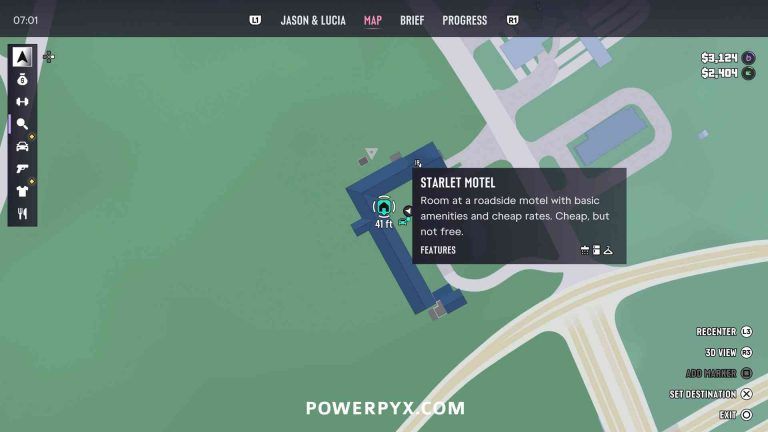 07:01
L1
JASON & LUCIA
MAP
BRIEF
PROGRESS
R1
$3,124
$2,404
STARLET MOTEL
Room at a roadside motel with basic
amenities and cheap rates. Cheap, but
not free.
FEATURES
41 ft
RECENTER L3
3D VIEW R3
ADD MARKER
SET DESTINATION
EXIT
POWERPYX.COM